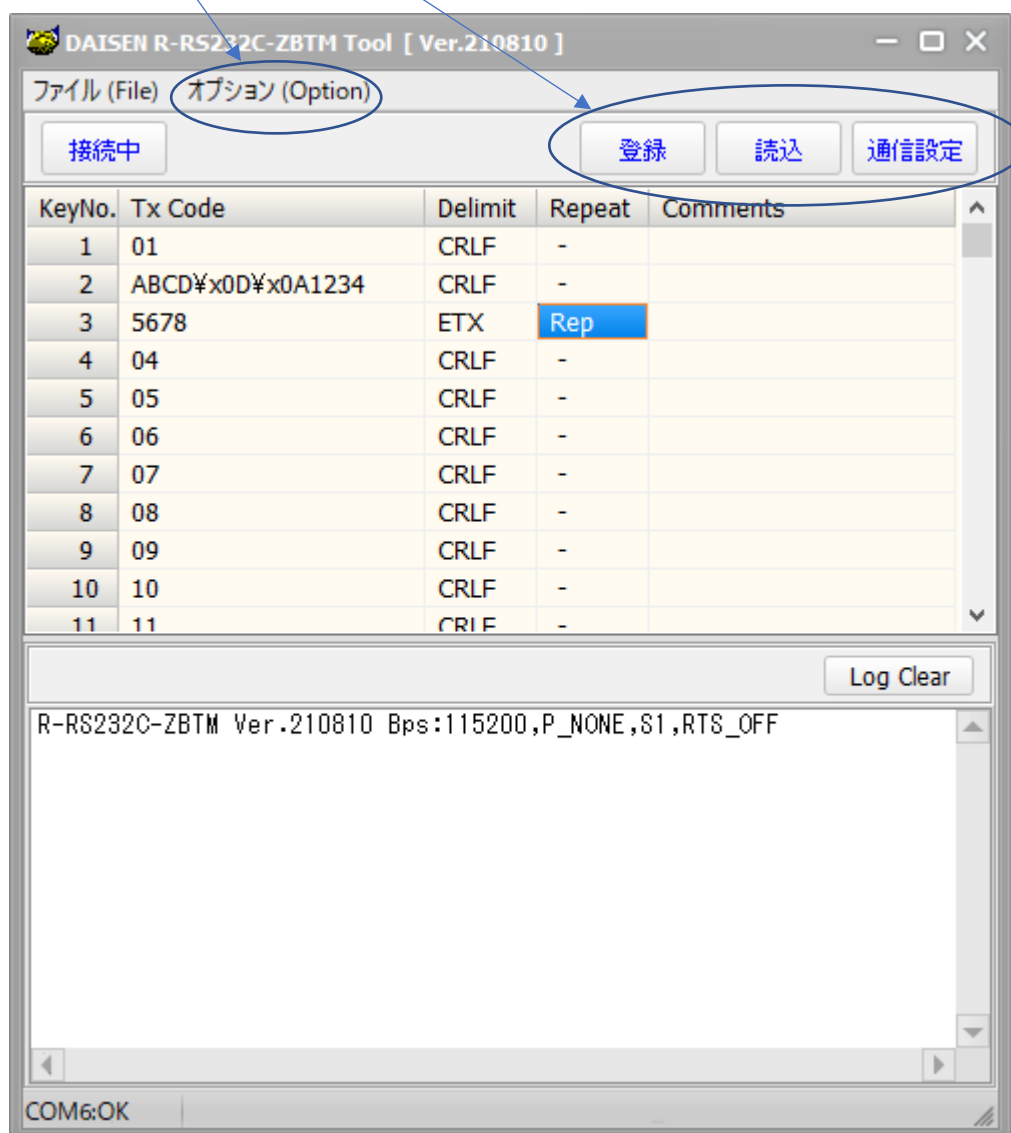 DAISEN R-RS232C-ZBTM Tool [ Ver.210810 ]
ファイル (File) オプション (Option)
接続中 登録 読込 通信設定
KeyNo. Tx Code Delimit Repeat Comments
1 01 CRLF -
2 ABCD¥x0D¥x0A1234 CRLF -
3 5678 ETX Rep
4 04 CRLF -
5 05 CRLF -
6 06 CRLF -
7 07 CRLF -
8 08 CRLF -
9 09 CRLF -
10 10 CRLF -
11 11 CRLF -
Log Clear
R-RS232C-ZBTM Ver.210810 Bps:115200,P_NONE,S1,RTS_OFF
COM6:OK